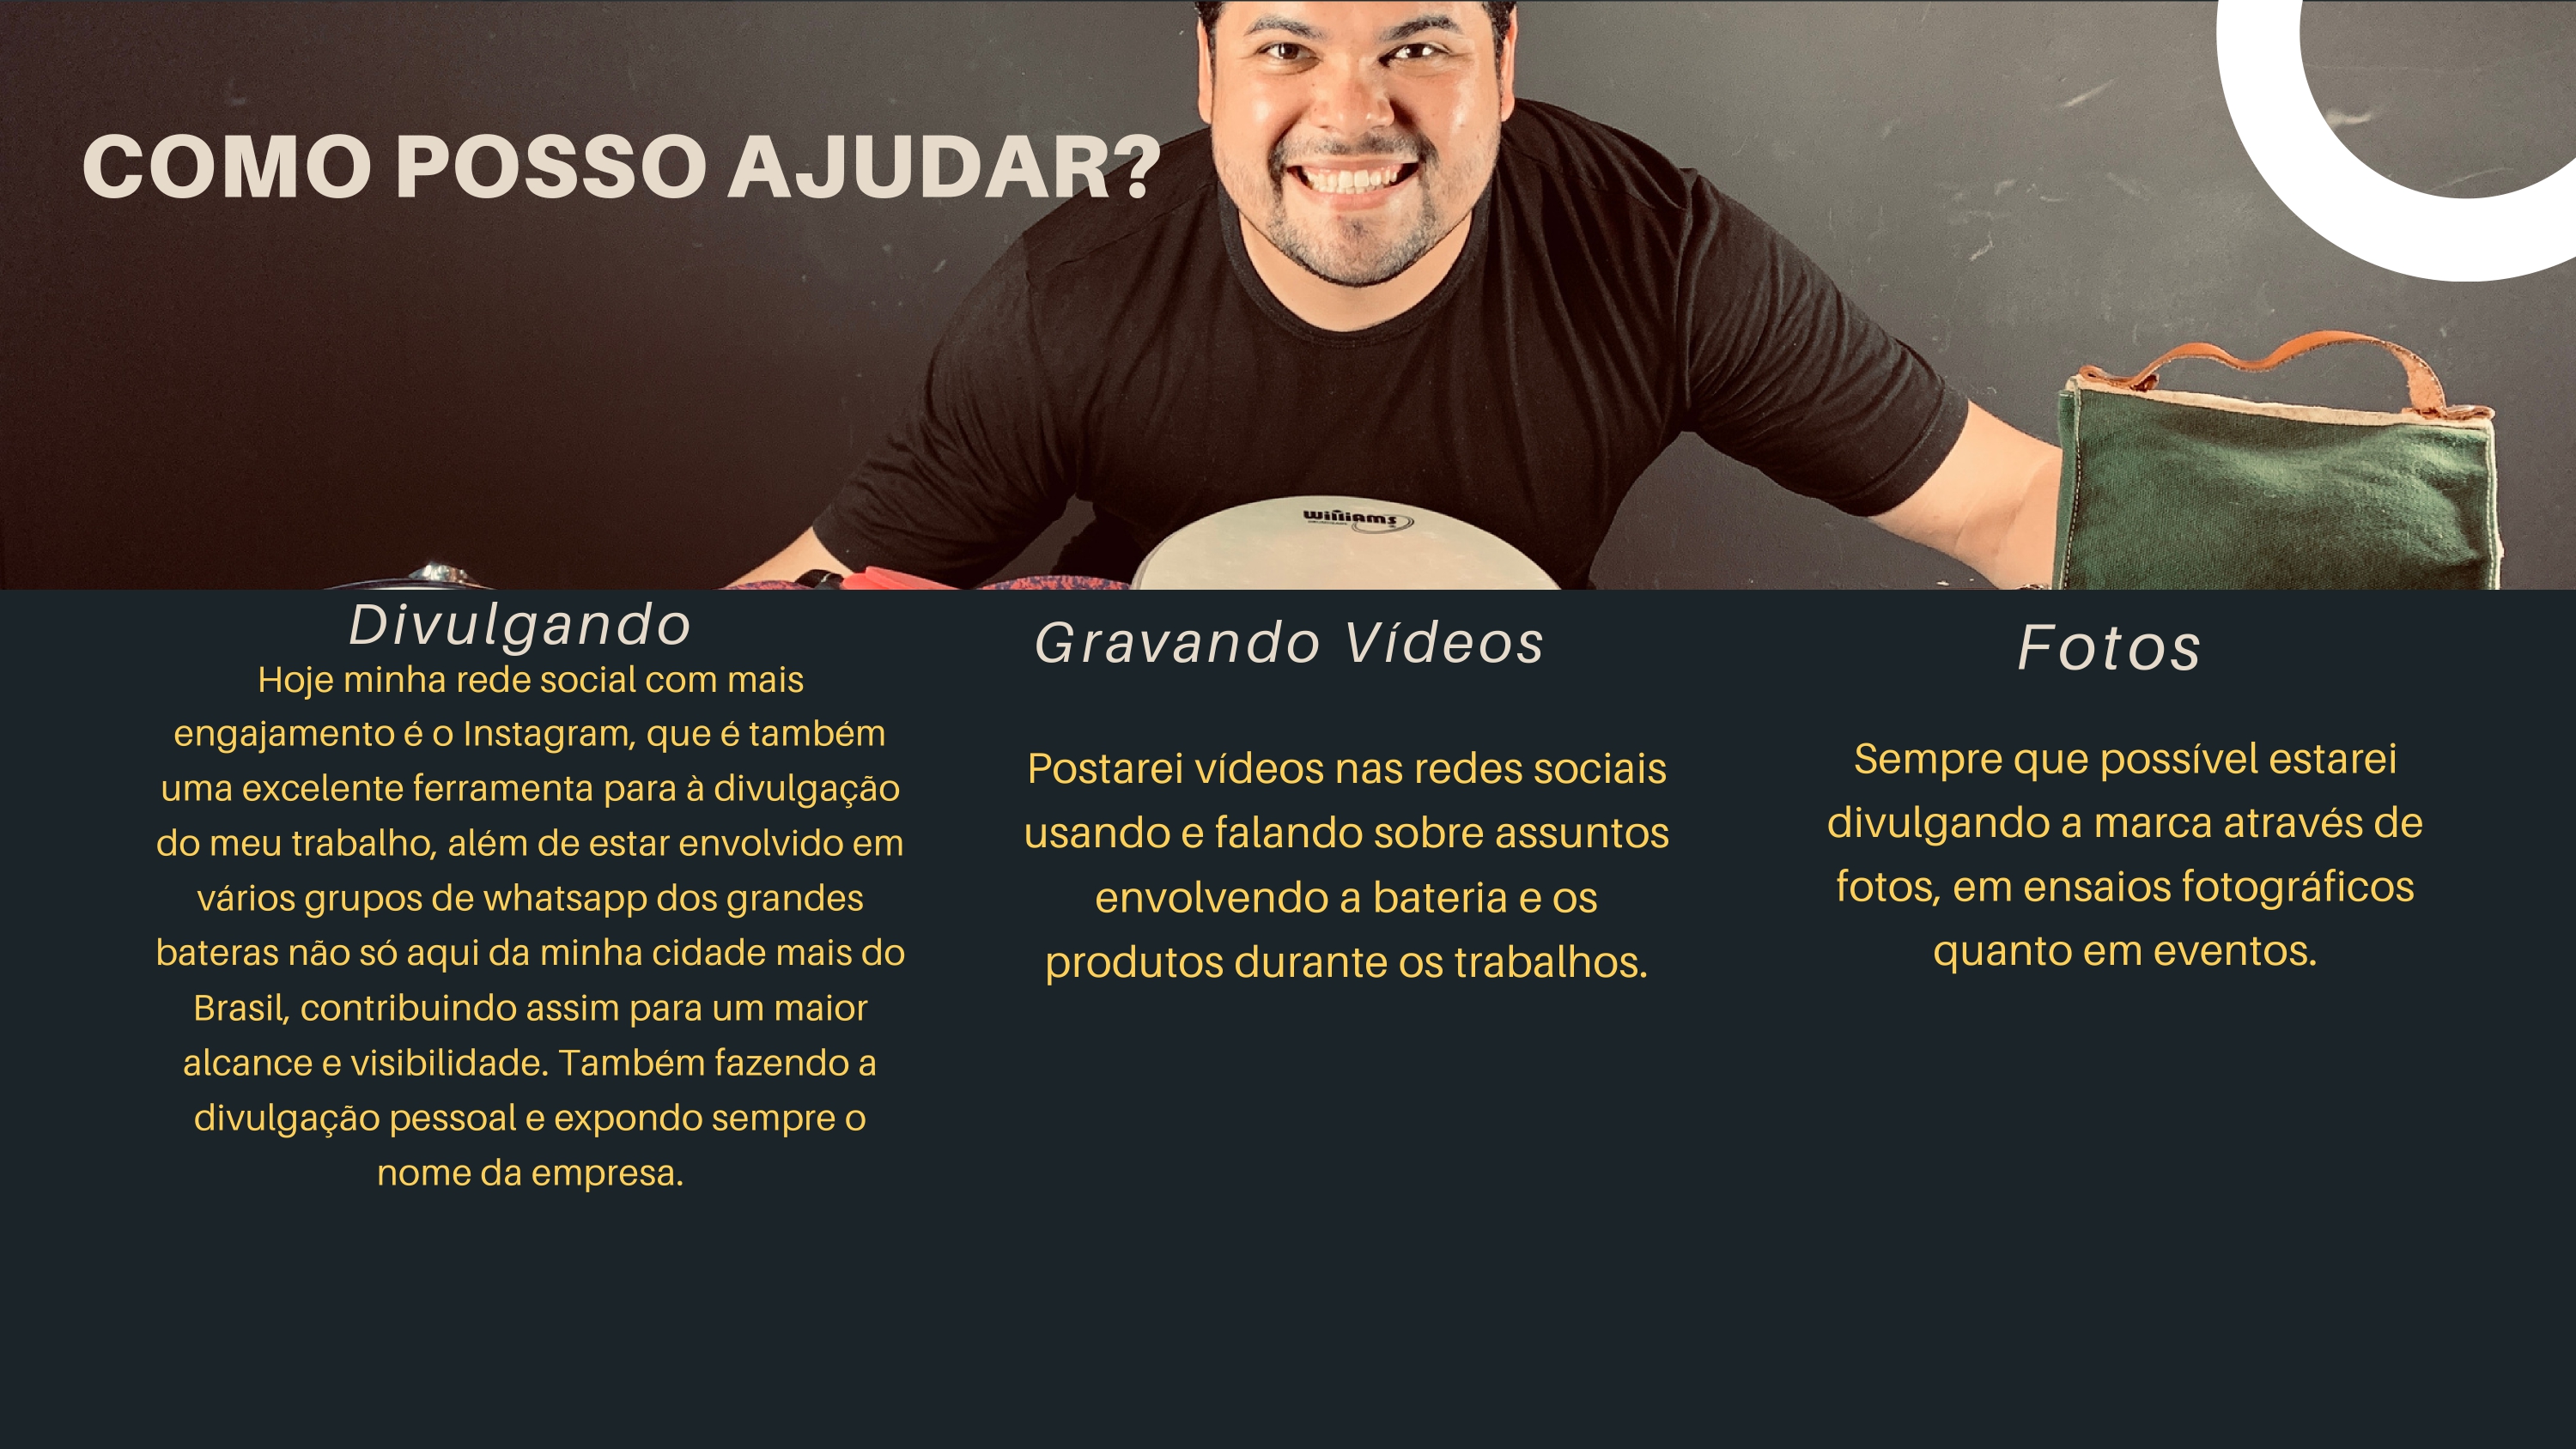 COMO POSSO AJUDAR?
williams
Divulgando
Hoje minha rede social com mais
engajamento é o Instagram, que é também
uma excelente ferramenta para à divulgação
do meu trabalho, além de estar envolvido em
vários grupos de whatsapp dos grandes
bateras não só aqui da minha cidade mais do
Brasil, contribuindo assim para um maior
alcance e visibilidade. Também fazendo a
divulgação pessoal e expondo sempre o
nome da empresa.
Gravando Vídeos
Postarei vídeos nas redes sociais
usando e falando sobre assuntos
envolvendo a bateria e os
produtos durante os trabalhos.
Fotos
Sempre que possível estarei
divulgando a marca através de
fotos, em ensaios fotográficos
quanto em eventos.